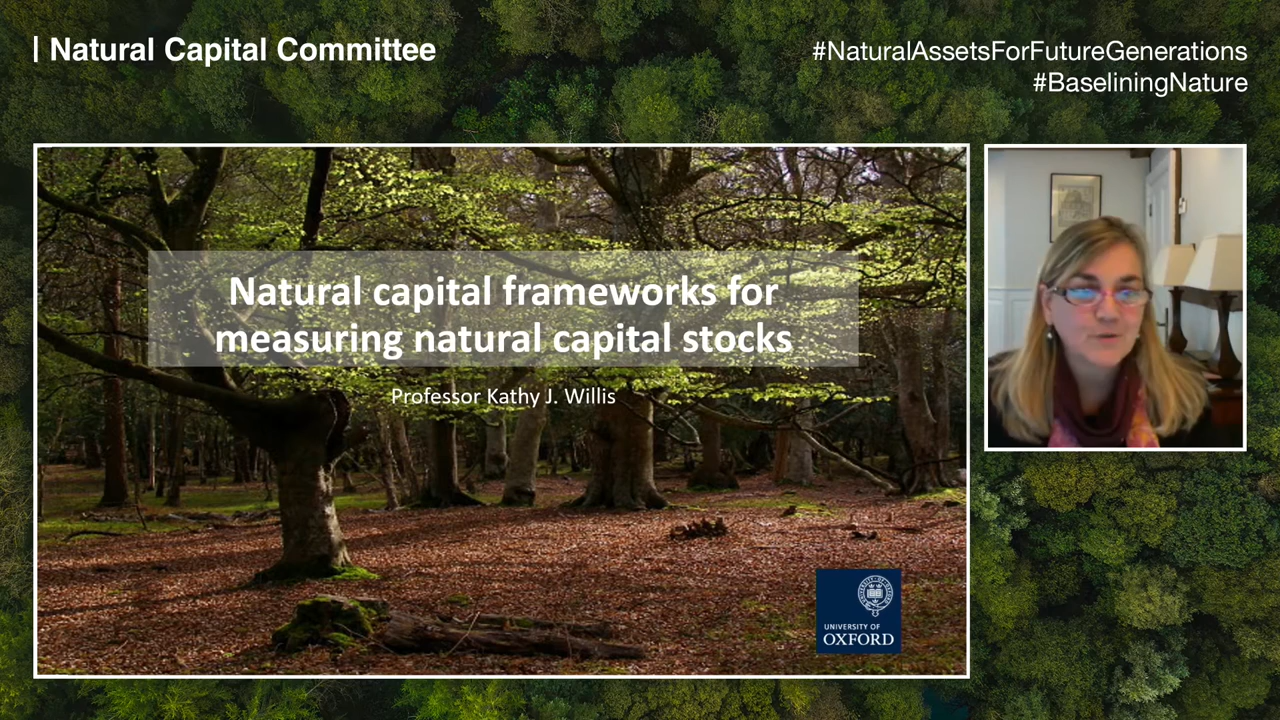 | Natural Capital Committee
#NaturalAssetsForFutureGenerations
#BaseliningNature
Natural capital frameworks for
measuring natural capital stocks
Professor Kathy J. Willis
UNIVERSITY OF
OXFORD